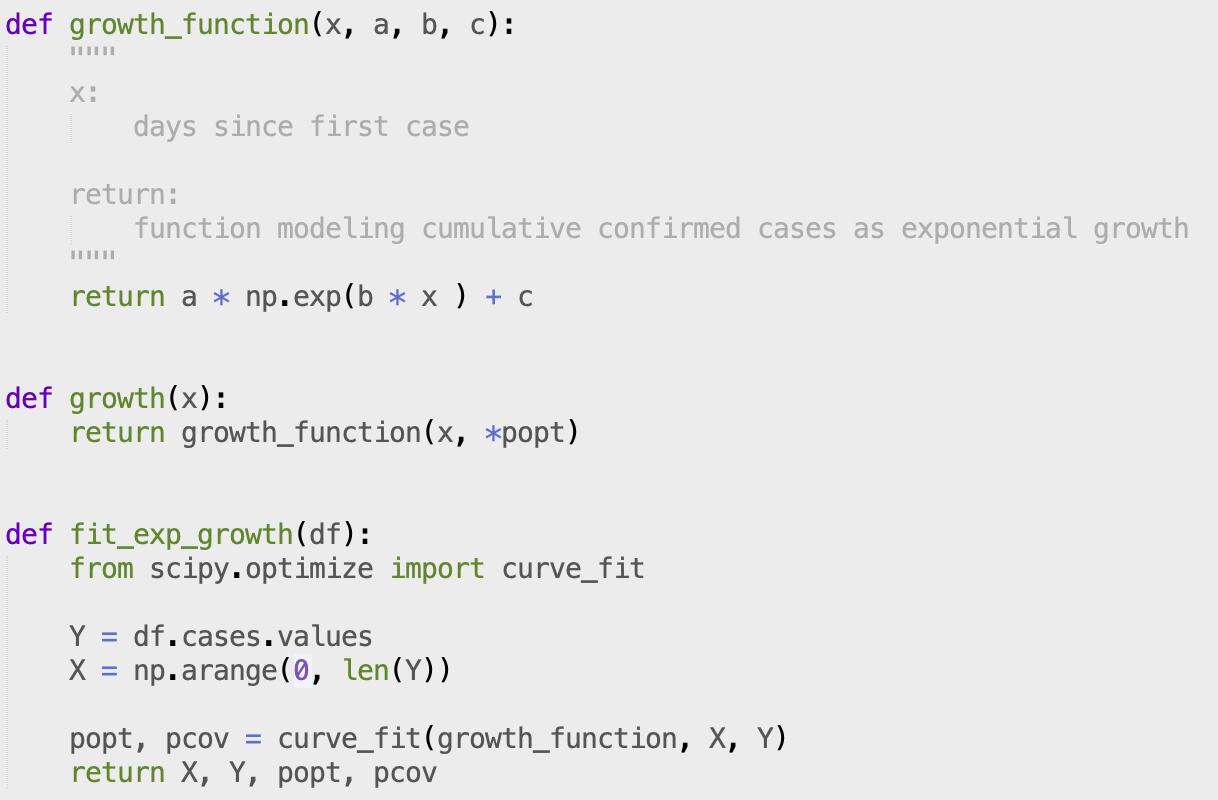 def growth_function(x, a, b, c):
    """
    x:
        days since first case

    return:
        function modeling cumulative confirmed cases as exponential growth
    """
    return a * np.exp(b * x ) + c


def growth(x):
    return growth_function(x, *popt)


def fit_exp_growth(df):
    from scipy.optimize import curve_fit

    Y = df.cases.values
    X = np.arange(0, len(Y))

    popt, pcov = curve_fit(growth_function, X, Y)
    return X, Y, popt, pcov